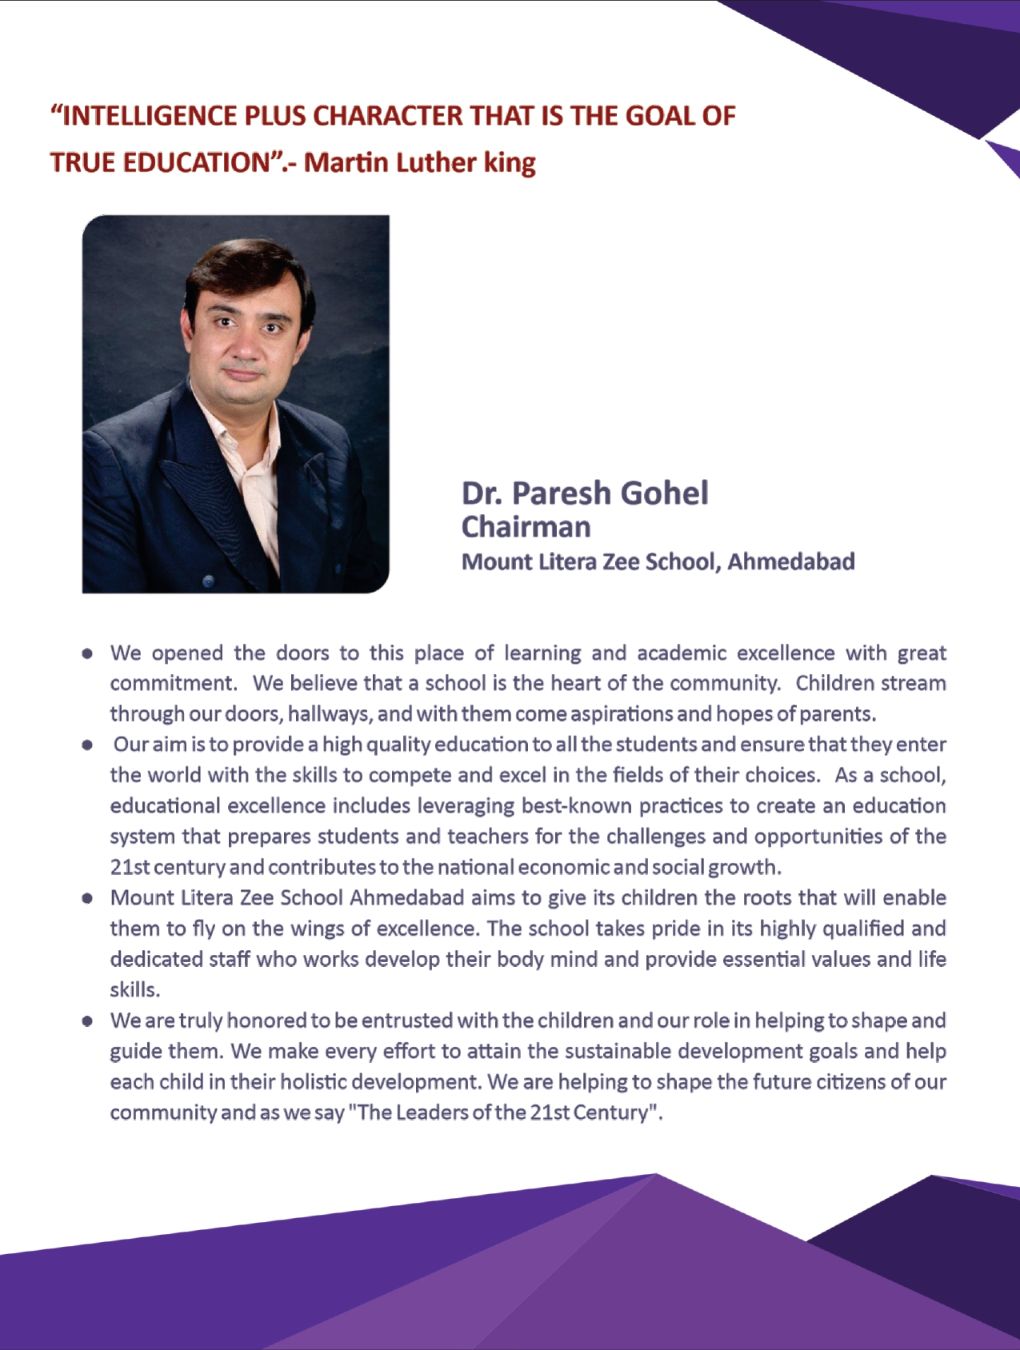 “INTELLIGENCE PLUS CHARACTER THAT IS THE GOAL OF
TRUE EDUCATION”.- Martin Luther king
Dr. Paresh Gohel
Chairman
Mount Litera Zee School, Ahmedabad
● We opened the doors to this place of learning and academic excellence with great
commitment. We believe that a school is the heart of the community. Children stream
through our doors, hallways, and with them come aspirations and hopes of parents.
● Our aim is to provide a high quality education to all the students and ensure that they enter
the world with the skills to compete and excel in the fields of their choices. As a school,
educational excellence includes leveraging best-known practices to create an education
system that prepares students and teachers for the challenges and opportunities of the
21st century and contributes to the national economic and social growth.
● Mount Litera Zee School Ahmedabad aims to give its children the roots that will enable
them to fly on the wings of excellence. The school takes pride in its highly qualified and
dedicated staff who works develop their body mind and provide essential values and life
skills.
● We are truly honored to be entrusted with the children and our role in helping to shape and
guide them. We make every effort to attain the sustainable development goals and help
each child in their holistic development. We are helping to shape the future citizens of our
community and as we say "The Leaders of the 21st Century".